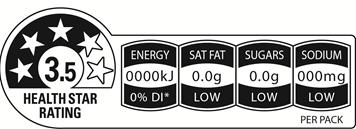 3.5
HEALTH STAR
RATING
ENERGY SAT FAT SUGARS SODIUM
0000kJ 0.0g 0.0g 000mg
0% DI* LOW LOW LOW
PER PACK